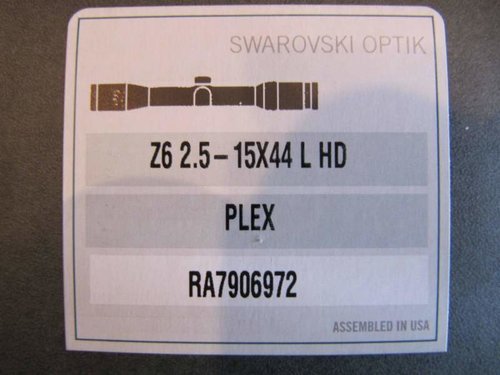 SWAROVSKI OPTIK
Z6 2.5-15X44 L HD
PLEX
RA7906972
ASSEMBLED IN USA